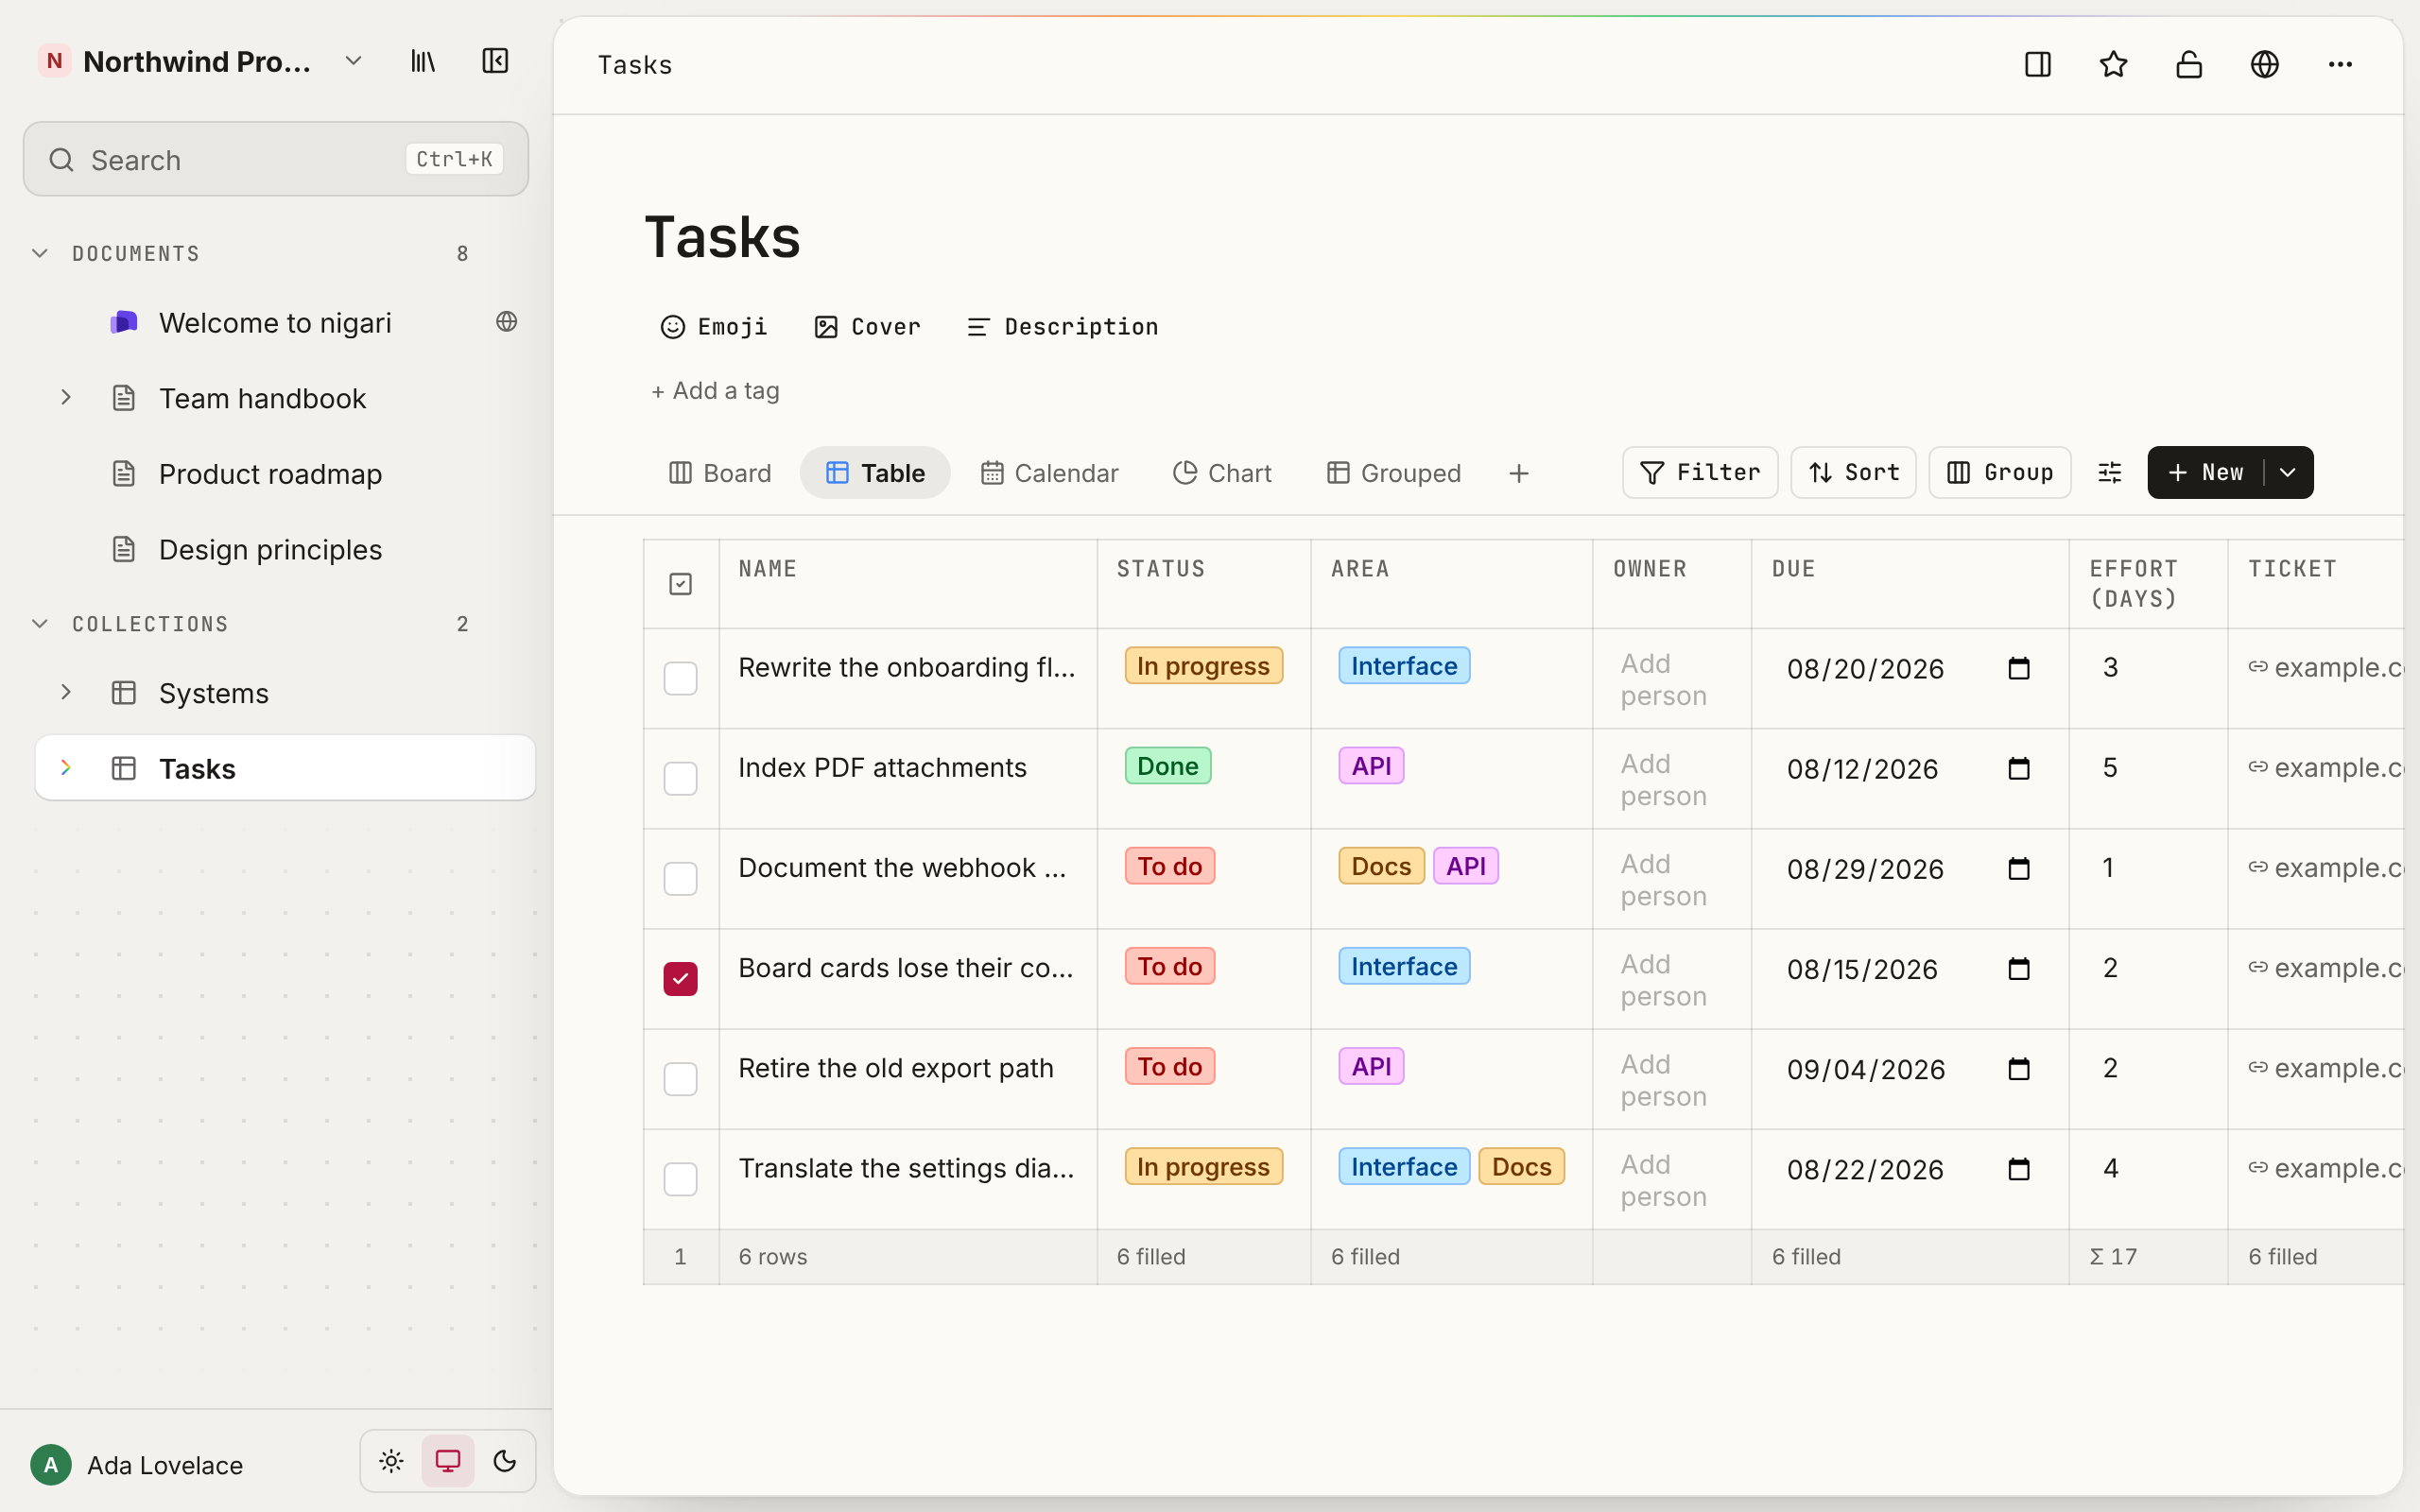 N Northwind Pro...
Search Ctrl+K
DOCUMENTS 8
Welcome to nigari
Team handbook
Product roadmap
Design principles
COLLECTIONS 2
Systems
Tasks
A Ada Lovelace
Tasks
Tasks
Emoji Cover Description
+ Add a tag
Board Table Calendar Chart Grouped + Filter Sort Group + New
NAME STATUS AREA OWNER DUE EFFORT (DAYS) TICKET
Rewrite the onboarding fl... In progress Interface Add person 08/20/2026 3 example.c
Index PDF attachments Done API Add person 08/12/2026 5 example.c
Document the webhook ... To do Docs API Add person 08/29/2026 1 example.c
Board cards lose their co... To do Interface Add person 08/15/2026 2 example.c
Retire the old export path To do API Add person 09/04/2026 2 example.c
Translate the settings dia... In progress Interface Docs Add person 08/22/2026 4 example.c
1 6 rows 6 filled 6 filled 6 filled Σ 17 6 filled